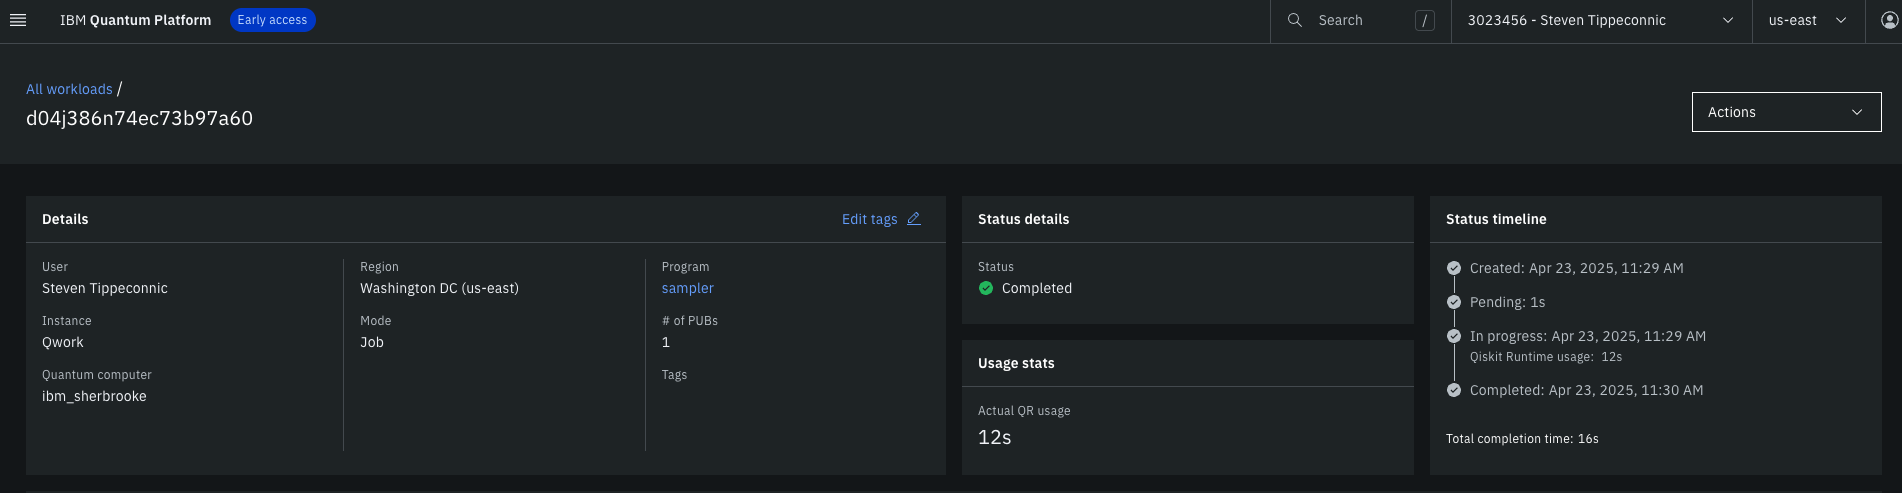 IBM Quantum Platform Early access Search / 3023456 - Steven Tippeconnic us-east
All workloads /
d04j386n74ec73b97a60
Actions
Details Edit tags
User
Steven Tippeconnic
Instance
Qwork
Quantum computer
ibm_sherbrooke
Region
Washington DC (us-east)
Mode
Job
Program
sampler
# of PUBs
1
Tags
Status details
Status
Completed
Usage stats
Actual QR usage
12s
Status timeline
Created: Apr 23, 2025, 11:29 AM
Pending: 1s
In progress: Apr 23, 2025, 11:29 AM
Qiskit Runtime usage: 12s
Completed: Apr 23, 2025, 11:30 AM
Total completion time: 16s